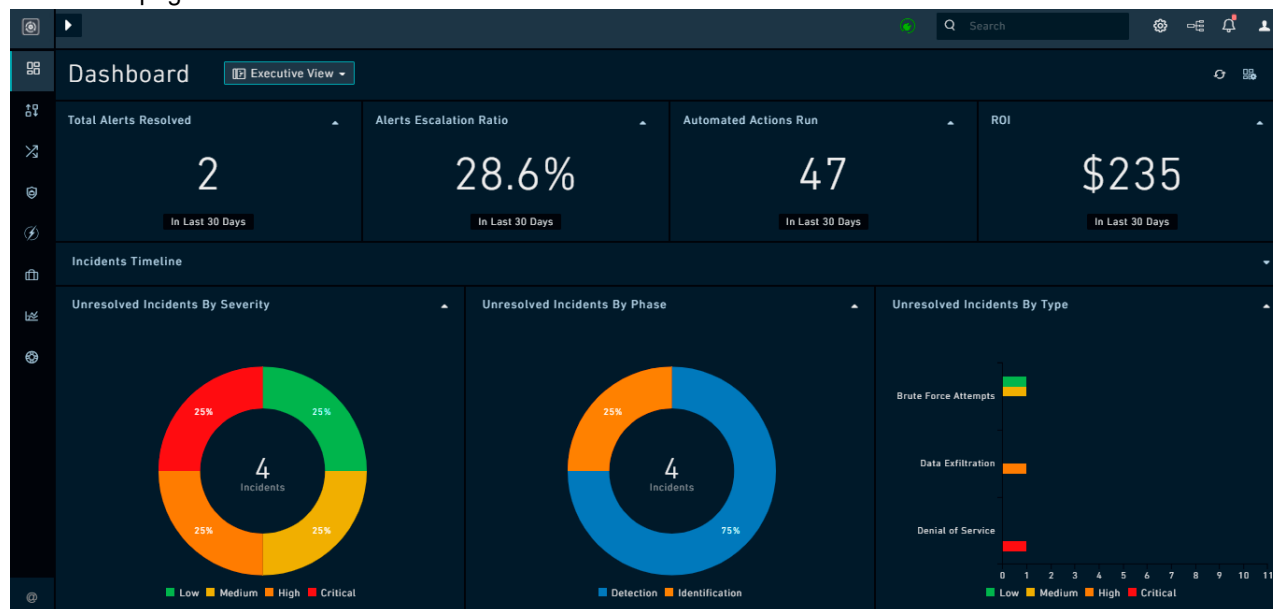 Search
Dashboard
Executive View
Total Alerts Resolved
2
In Last 30 Days
Alerts Escalation Ratio
28.6%
In Last 30 Days
Automated Actions Run
47
In Last 30 Days
ROI
$235
In Last 30 Days
Incidents Timeline
Unresolved Incidents By Severity
25%
25%
4
Incidents
25%
25%
Low Medium High Critical
Unresolved Incidents By Phase
25%
4
Incidents
75%
Detection Identification
Unresolved Incidents By Type
Brute Force Attempts
Data Exfiltration
Denial of Service
0 1 2 3 4 5 6 7 8 9 10 11
Low Medium High Critical
@